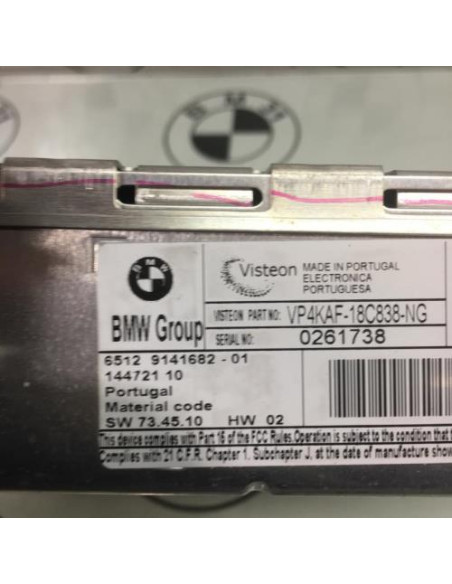 BMW
BMW Group
Visteon
MADE IN PORTUGAL
ELECTRONICA
PORTUGUESA
VISTEON PART NO: VP4KAF-18C838-NG
SERIAL NO: 0261738
6512 9141682 - 01
144721 10
Portugal
Material code
SW 73.45.10 HW 02
This device complies with Part 16 of the FCC Rules. Operation is subject to the condition that
Complies with 21 C.F.R. Chapter 1. Subchapter J, at the date of manufacture